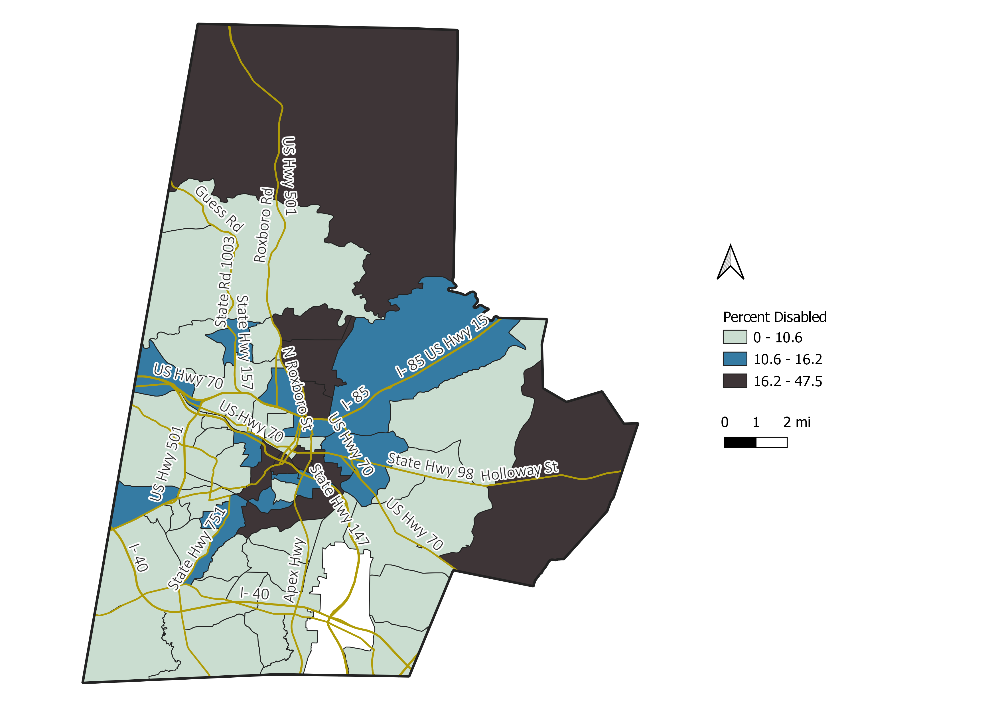 US Hwy 501
Guess Rd
Roxboro Rd
State Rd 1003
State Hwy 157
I- 85 US Hwy 15
N Roxboro St
US Hwy 70
I- 85
US Hwy 70
US Hwy 70
US Hwy 501
State Hwy 98
Holloway St
State Hwy 147
US Hwy 70
State Hwy 751
I- 40
Apex Hwy
I- 40
Percent Disabled
0 - 10.6
10.6 - 16.2
16.2 - 47.5
0 1 2 mi